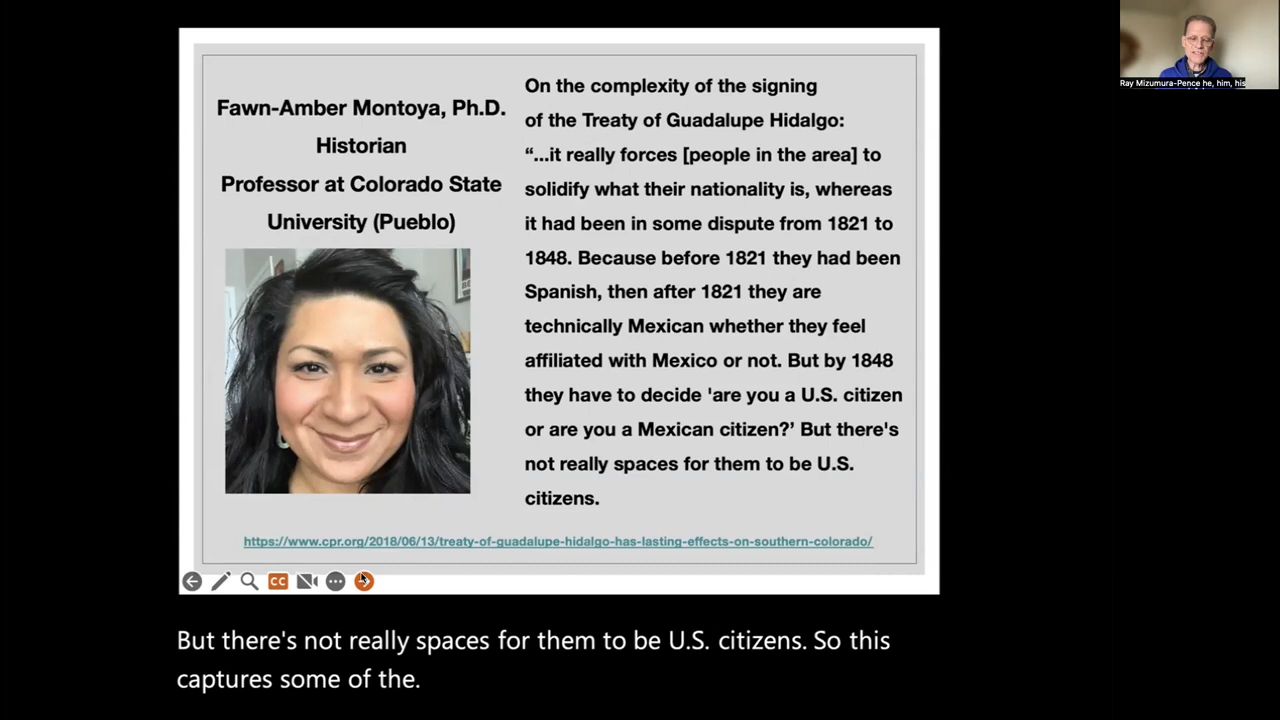 Fawn-Amber Montoya, Ph.D.
Historian
Professor at Colorado State
University (Pueblo)
On the complexity of the signing
of the Treaty of Guadalupe Hidalgo:
“...it really forces [people in the area] to
solidify what their nationality is, whereas
it had been in some dispute from 1821 to
1848. Because before 1821 they had been
Spanish, then after 1821 they are
technically Mexican whether they feel
affiliated with Mexico or not. But by 1848
they have to decide 'are you a U.S. citizen
or are you a Mexican citizen?’ But there's
not really spaces for them to be U.S.
citizens.
https://www.cpr.org/2018/06/13/treaty-of-guadalupe-hidalgo-has-lasting-effects-on-southern-colorado/
CC
But there's not really spaces for them to be U.S. citizens. So this
captures some of the.
Ray Mizumura-Pence he, him, his